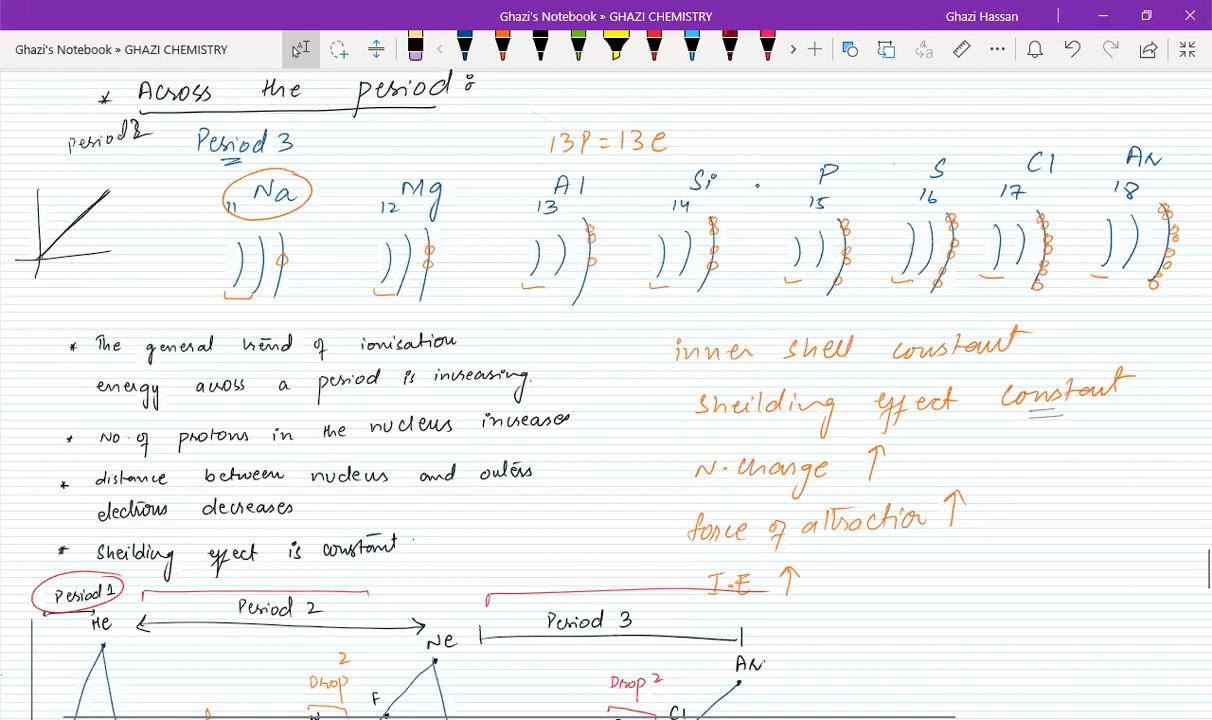 Ghazi's Notebook » GHAZI CHEMISTRY
Ghazi Hassan
Ghazi's Notebook » GHAZI CHEMISTRY
* Across the period :
Period 2
Period 3
13P = 13e
Na Mg Al Si P S Cl AN
11 12 13 14 15 16 17 18
* The general trend of ionisation
energy across a period is increasing.
* No. of protons in the nucleus increases
* distance between nucleus and outers
electrons decreases
* Sheilding effect is constant
inner shell constant
Sheilding effect constant
N. Charge ↑
force of attraction ↑
I.E ↑
Period 1
Period 2
Period 3
He
Ne
AN
2
Drop
Drop 2
F
Cl